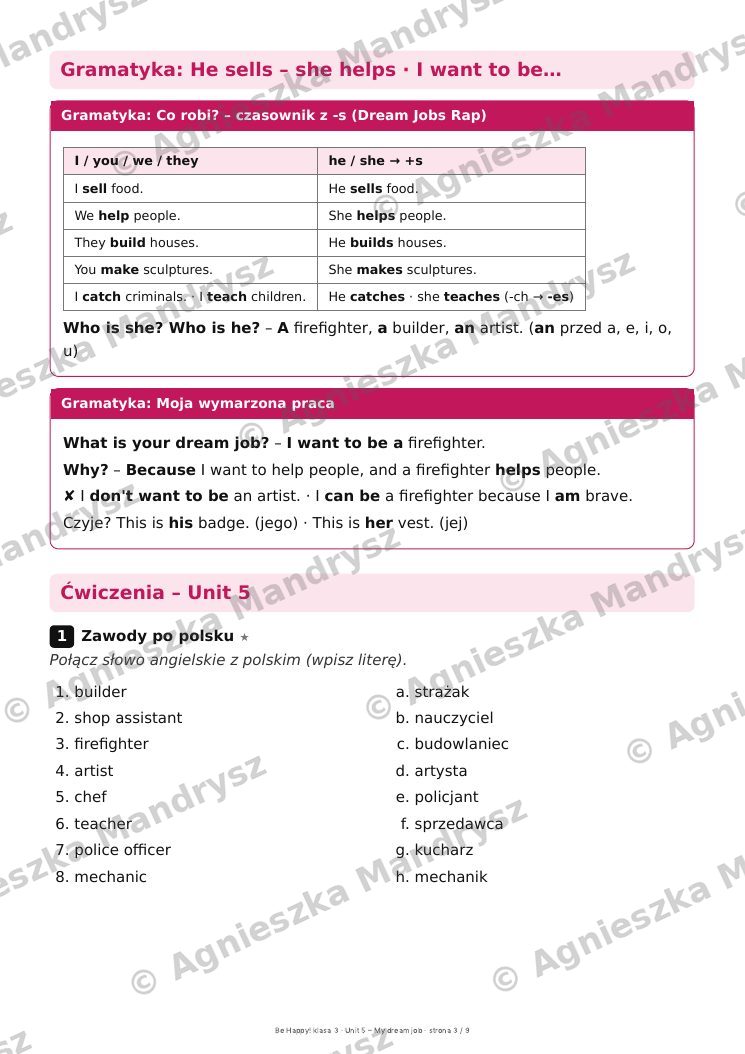 Gramatyka: He sells – she helps · I want to be…
Gramatyka: Co robi? – czasownik z -s (Dream Jobs Rap)
I / you / we / they he / she → +s
I sell food. He sells food.
We help people. She helps people.
They build houses. He builds houses.
You make sculptures. She makes sculptures.
I catch criminals. · I teach children. He catches · she teaches (-ch → -es)
Who is she? Who is he? – A firefighter, a builder, an artist. (an przed a, e, i, o,
u)
Gramatyka: Moja wymarzona praca
What is your dream job? – I want to be a firefighter.
Why? – Because I want to help people, and a firefighter helps people.
✘ I don't want to be an artist. · I can be a firefighter because I am brave.
Czyje? This is his badge. (jego) · This is her vest. (jej)
Ćwiczenia – Unit 5
1 Zawody po polsku ★
Połącz słowo angielskie z polskim (wpisz literę).
1. builder a. strażak
2. shop assistant b. nauczyciel
3. firefighter c. budowlaniec
4. artist d. artysta
5. chef e. policjant
6. teacher f. sprzedawca
7. police officer g. kucharz
8. mechanic h. mechanik
Be Happy! klasa 3 · Unit 5 – My dream job · strona 3 / 9
© Agnieszka Mandrysz